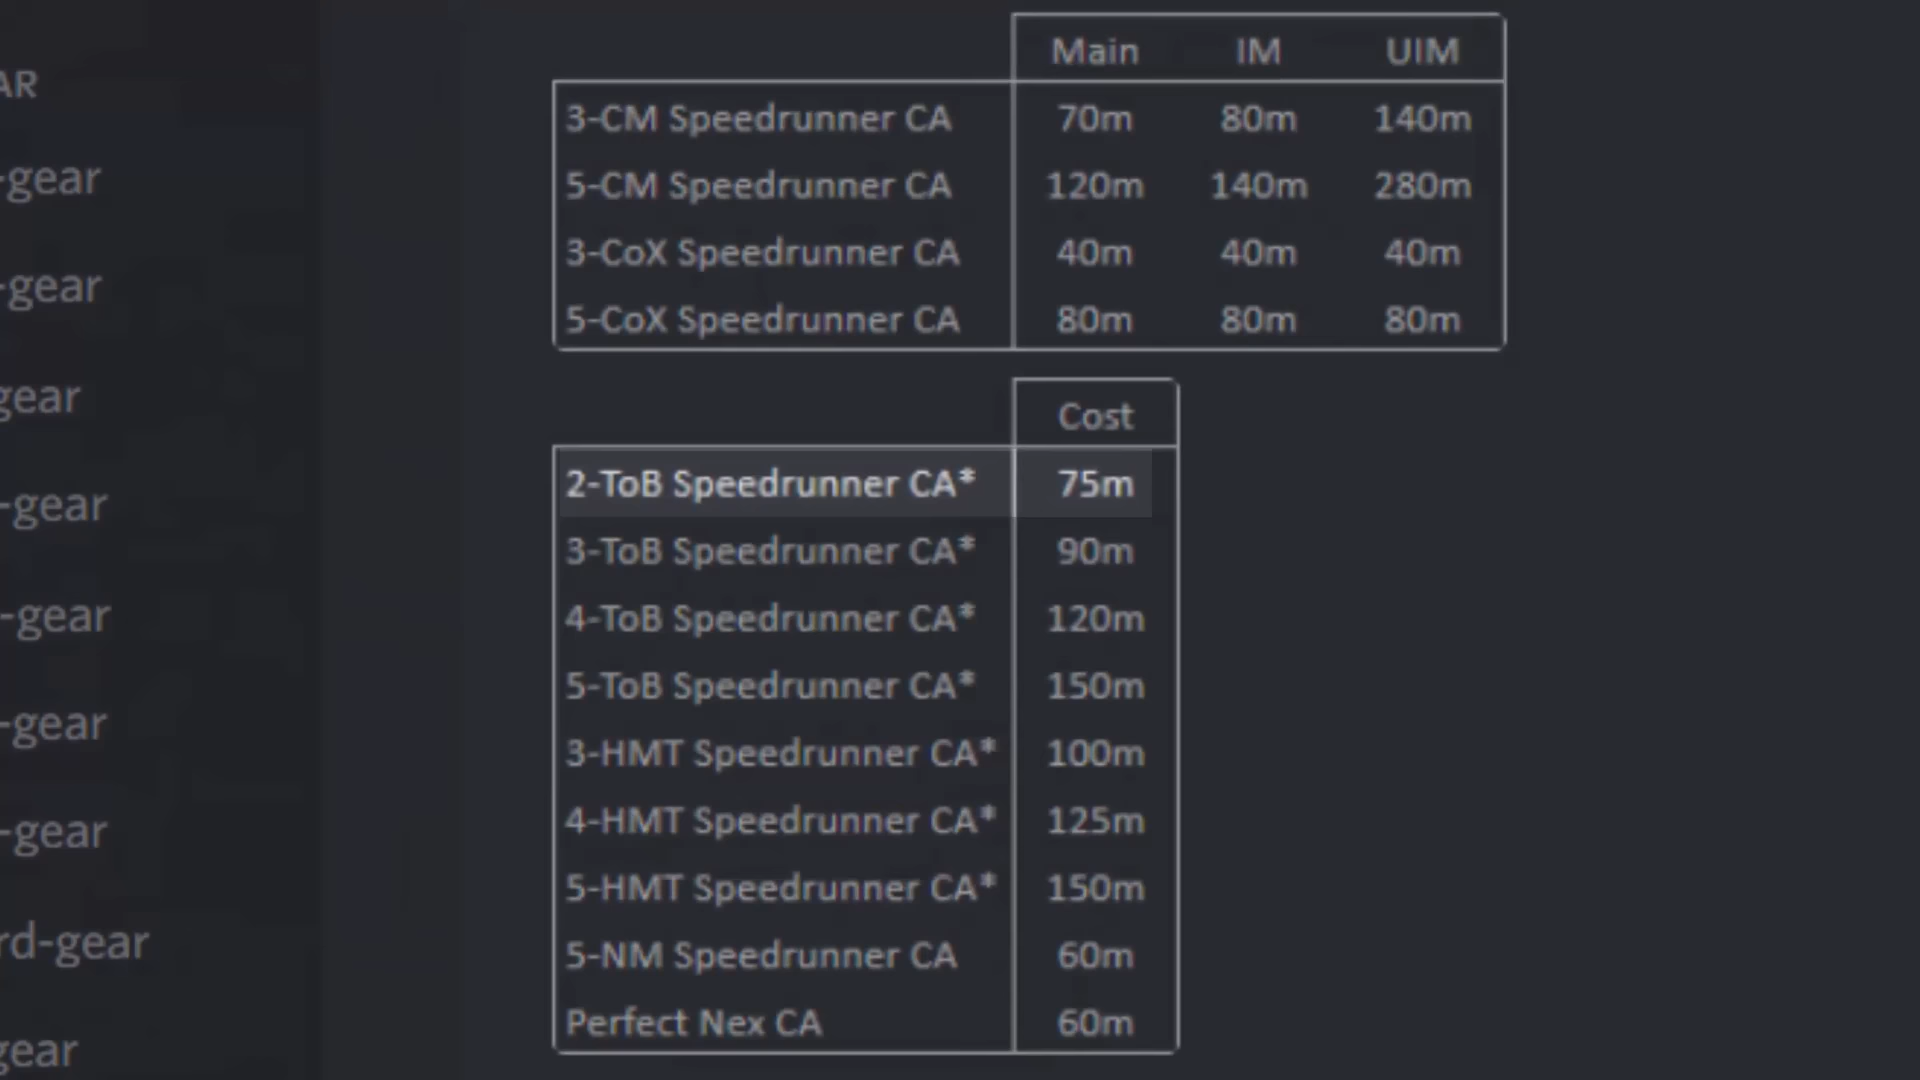 AR
-gear
-gear
gear
-gear
-gear
-gear
-gear
rd-gear
gear
Main IM UIM
3-CM Speedrunner CA 70m 80m 140m
5-CM Speedrunner CA 120m 140m 280m
3-CoX Speedrunner CA 40m 40m 40m
5-CoX Speedrunner CA 80m 80m 80m
Cost
2-ToB Speedrunner CA* 75m
3-ToB Speedrunner CA* 90m
4-ToB Speedrunner CA* 120m
5-ToB Speedrunner CA* 150m
3-HMT Speedrunner CA* 100m
4-HMT Speedrunner CA* 125m
5-HMT Speedrunner CA* 150m
5-NM Speedrunner CA 60m
Perfect Nex CA 60m